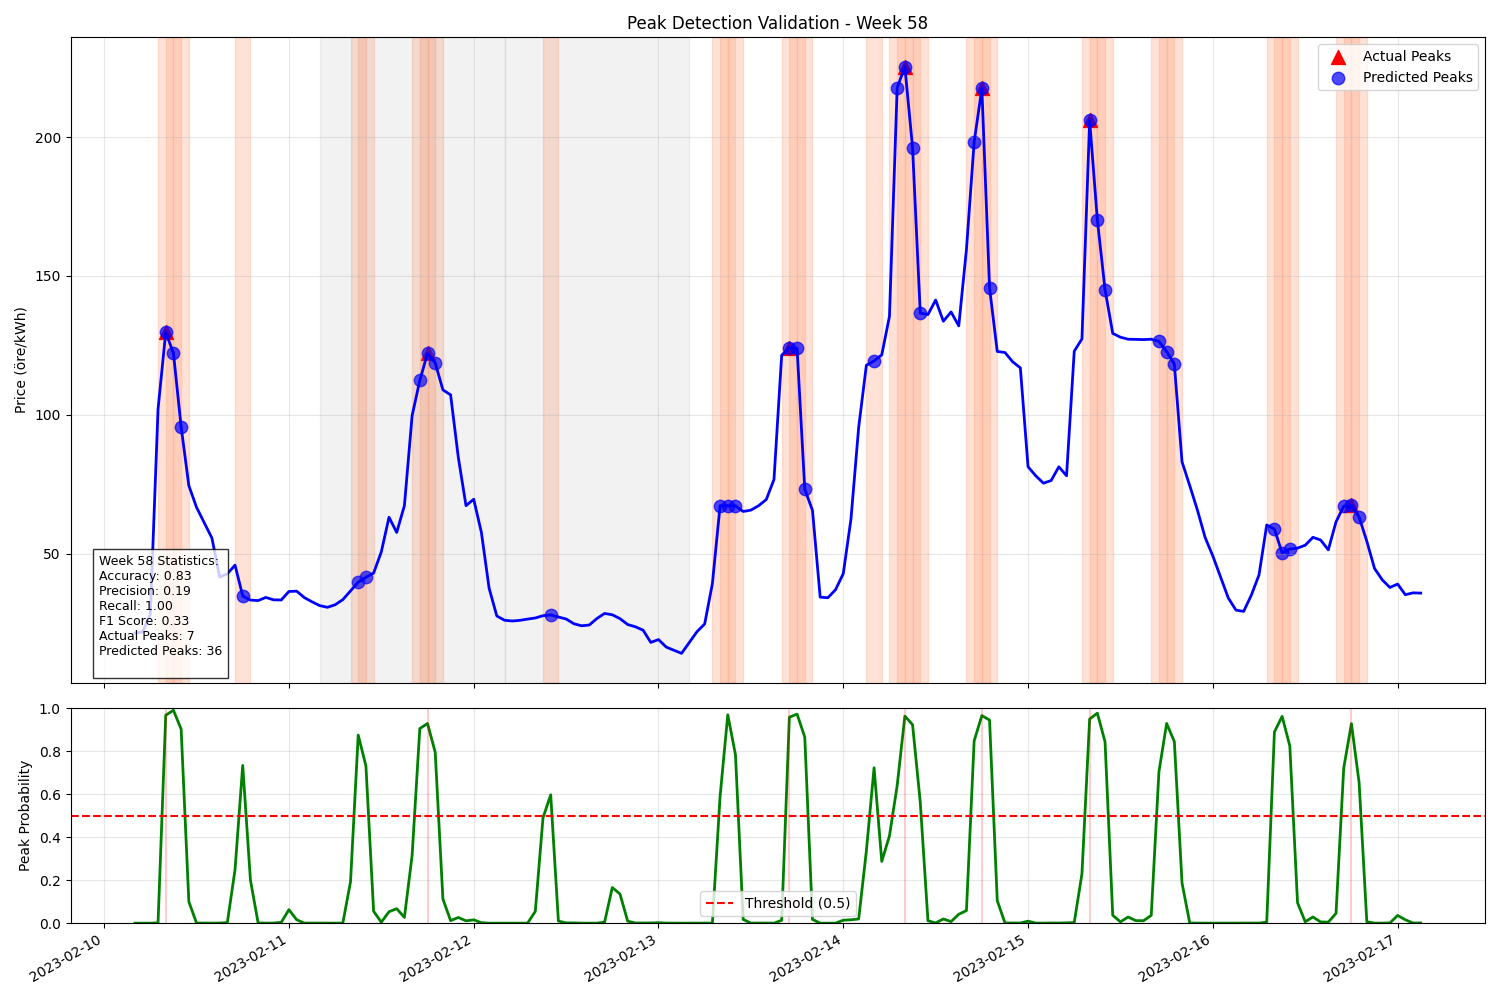 Peak Detection Validation - Week 58
Actual Peaks
Predicted Peaks
Price (öre/kWh)
200
150
100
50
Week 58 Statistics:
Accuracy: 0.83
Precision: 0.19
Recall: 1.00
F1 Score: 0.33
Actual Peaks: 7
Predicted Peaks: 36
Peak Probability
1.0
0.8
0.6
0.4
0.2
0.0
Threshold (0.5)
2023-02-10
2023-02-11
2023-02-12
2023-02-13
2023-02-14
2023-02-15
2023-02-16
2023-02-17